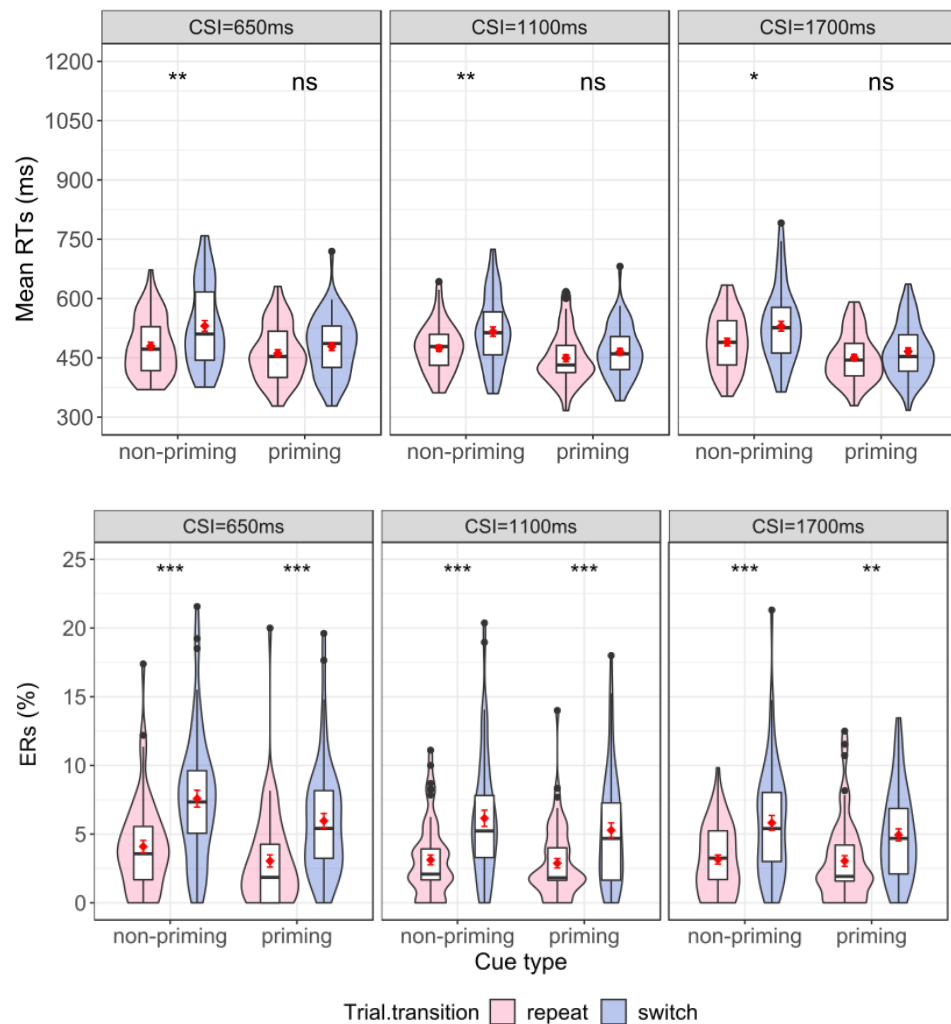 CSI=650ms CSI=1100ms CSI=1700ms
1200
** ns ** ns * ns
1050
900
750
600
450
300
Mean RTs (ms)
non-priming priming non-priming priming non-priming priming
CSI=650ms CSI=1100ms CSI=1700ms
25
*** *** *** *** *** **
20
15
10
5
0
ERs (%)
non-priming priming non-priming priming non-priming priming
Cue type
Trial.transition repeat switch